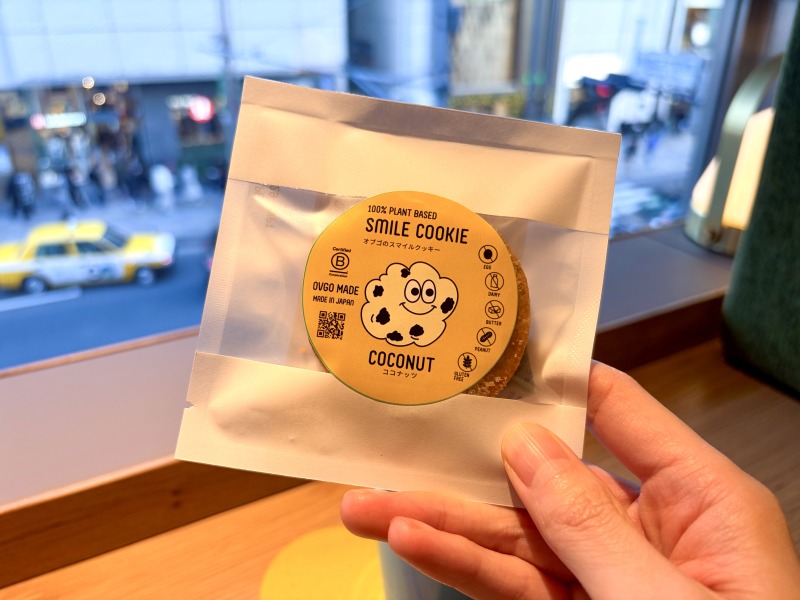 100% PLANT BASED
SMILE COOKIE
オブゴのスマイルクッキー
Certified
B
Corporation
OVGO MADE
MADE IN JAPAN
EGG
DAIRY
BUTTER
PEANUT
GLUTEN
FREE
COCONUT
ココナッツ